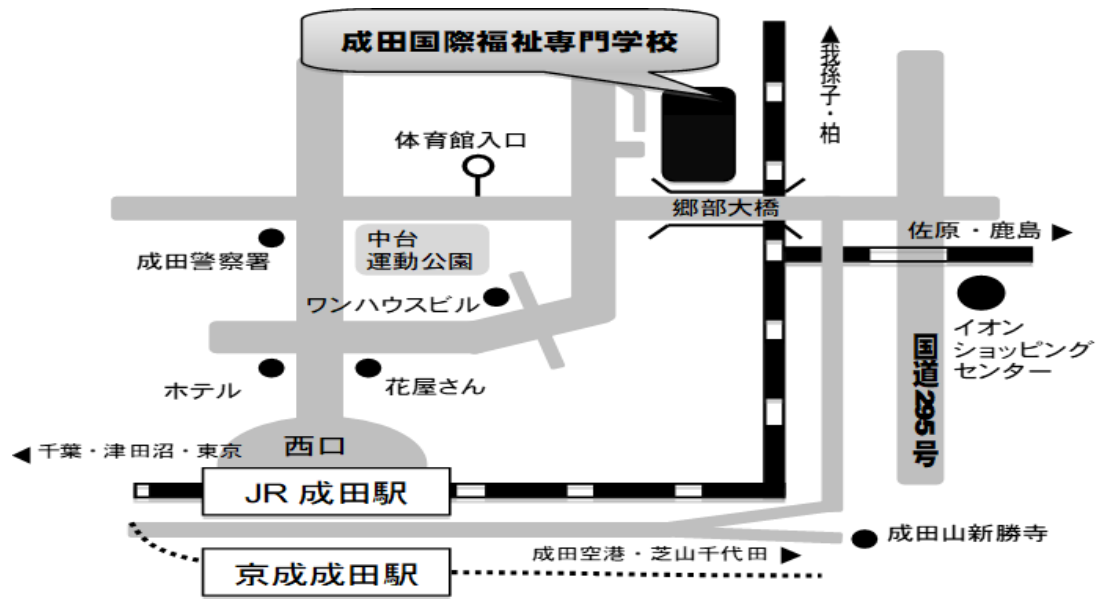 成田国際福祉専門学校
▲我孫子・柏
体育館入口
郷部大橋
佐原・鹿島 ▶
成田警察署
中台
運動公園
ワンハウスビル
イオン
ショッピング
センター
国道295号
ホテル
花屋さん
◀ 千葉・津田沼・東京
西口
JR 成田駅
成田山新勝寺
成田空港・芝山千代田 ▶
京成成田駅